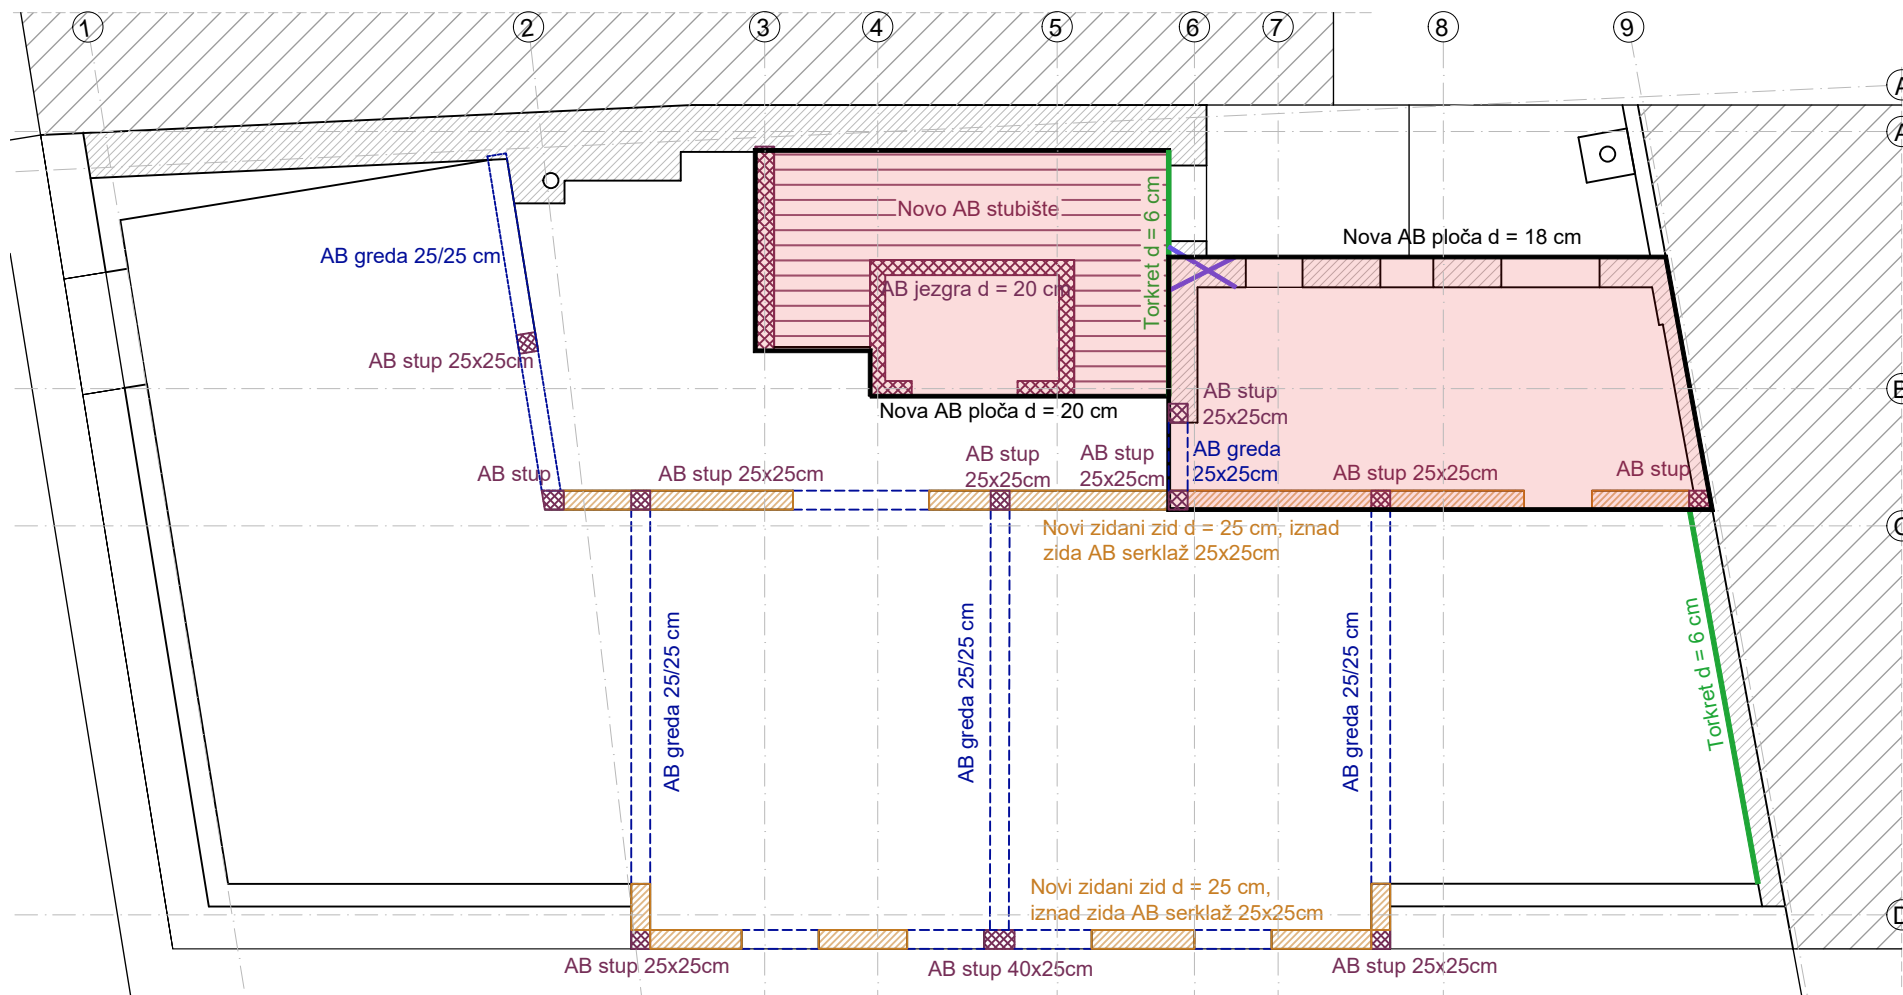 1 2 3 4 5 6 7 8 9
A
A
Novo AB stubište
Torkret d = 6 cm
Nova AB ploča d = 18 cm
AB greda 25/25 cm
AB jezgra d = 20 cm
AB stup 25x25cm
B
AB stup
25x25cm
Nova AB ploča d = 20 cm
AB stup
AB stup 25x25cm
AB stup
25x25cm
AB stup
25x25cm
AB greda
25x25cm
AB stup 25x25cm
AB stup
C
Novi zidani zid d = 25 cm, iznad
zida AB serklaž 25x25cm
AB greda 25/25 cm
AB greda 25/25 cm
AB greda 25/25 cm
Torkret d = 6 cm
Novi zidani zid d = 25 cm,
iznad zida AB serklaž 25x25cm
D
AB stup 25x25cm
AB stup 40x25cm
AB stup 25x25cm